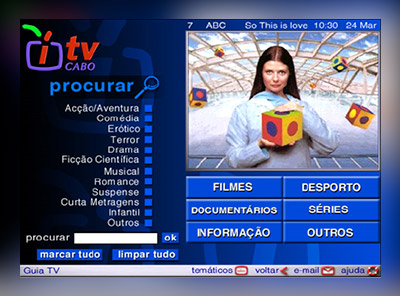 7 ABC So This is love 10:30 24 Mar
itv
CABO
procurar
Acção/Aventura
Comédia
Erótico
Terror
Drama
Ficção Científica
Musical
Romance
Suspense
Curta Metragens
Infantil
Outros
procurar ok
marcar tudo limpar tudo
FILMES DESPORTO
DOCUMENTÁRIOS SÉRIES
INFORMAÇÃO OUTROS
Guia TV temáticos voltar e-mail ajuda